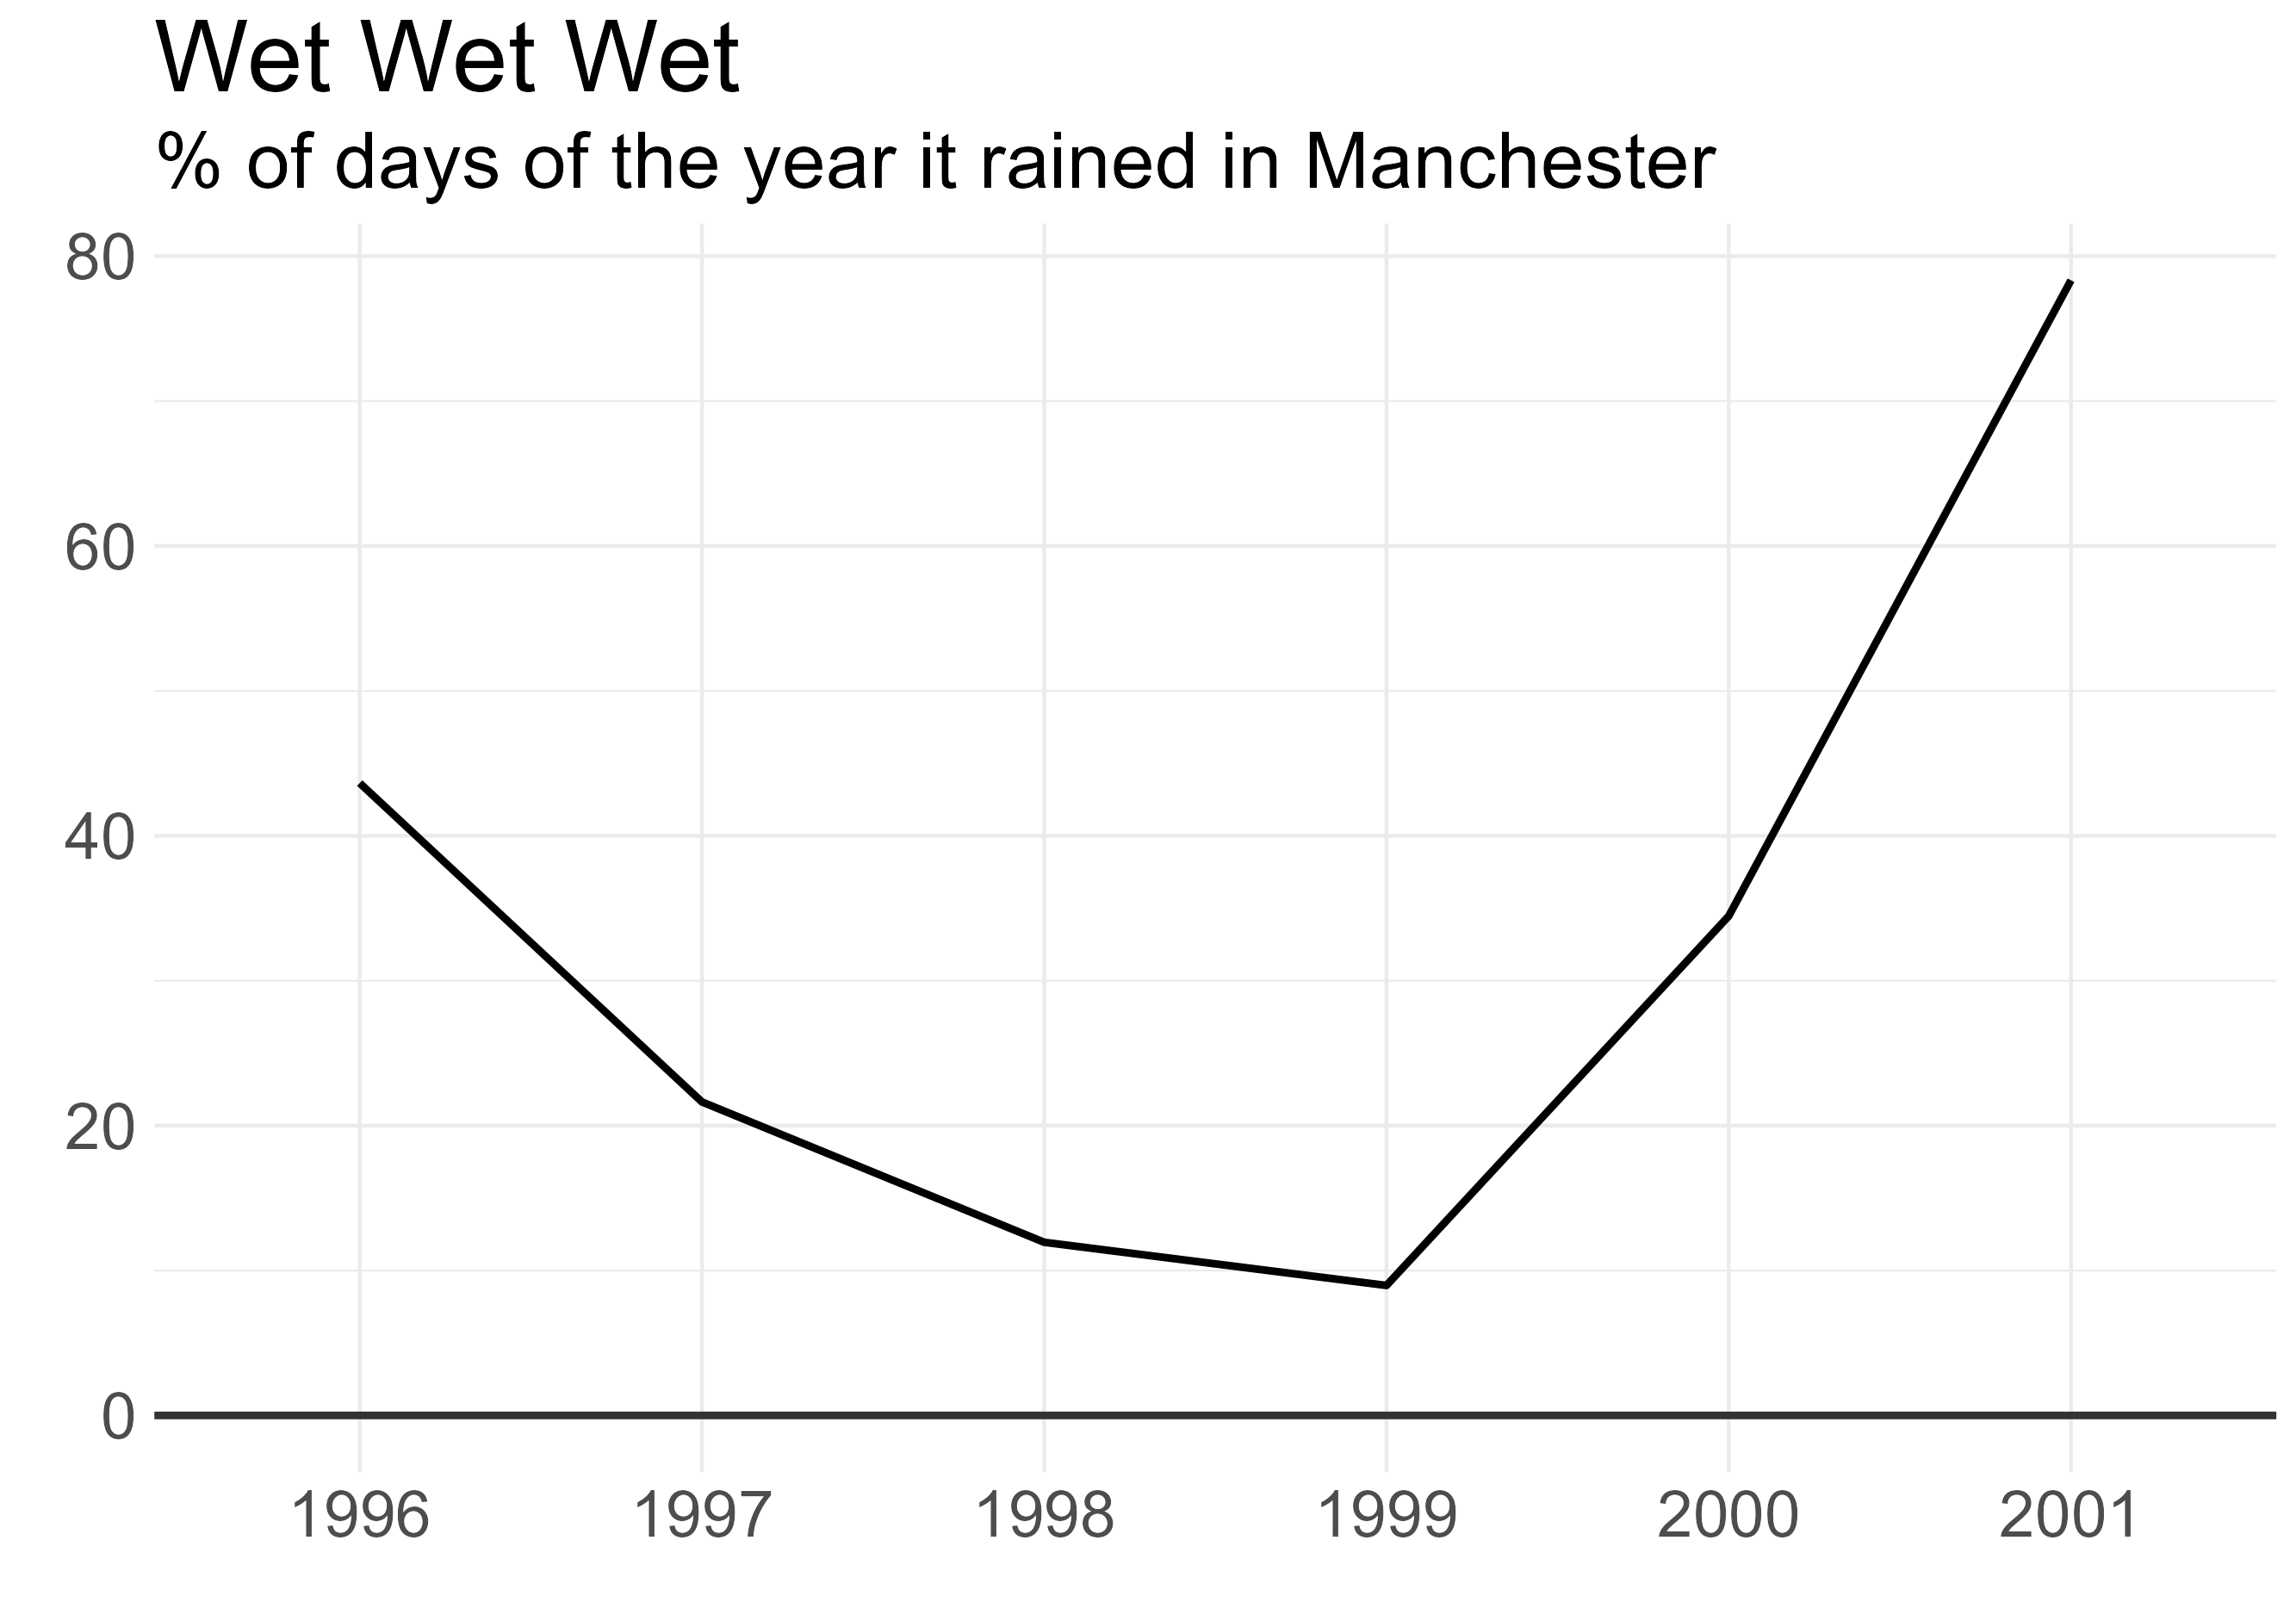 Wet Wet Wet
% of days of the year it rained in Manchester
80
60
40
20
0
1996 1997 1998 1999 2000 2001